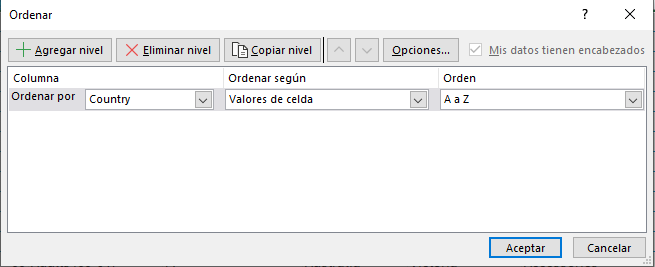 Ordenar
?
Agregar nivel Eliminar nivel Copiar nivel Opciones... Mis datos tienen encabezados
Columna Ordenar según Orden
Ordenar por Country Valores de celda A a Z
Aceptar Cancelar